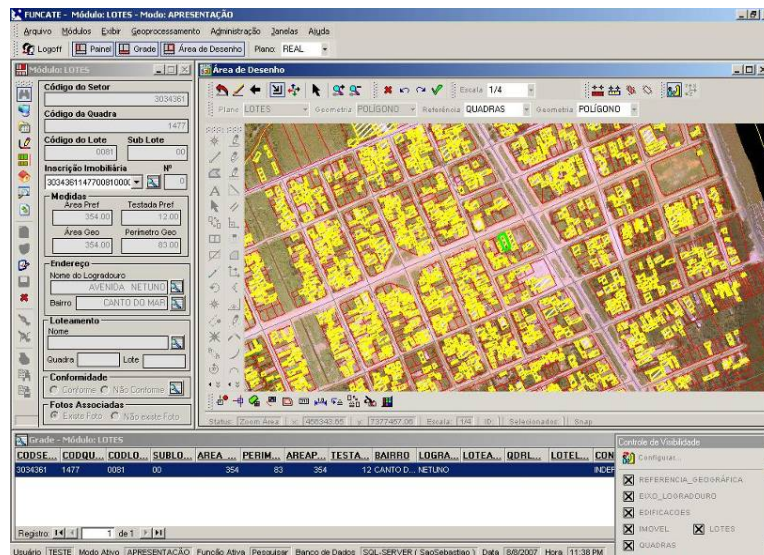 FUNCATE - Módulo: LOTES - Modo: APRESENTAÇÃO
Arquivo Módulos Exibir Geoprocessamento Administração Janelas Ajuda
Logoff Painel Grade Área de Desenho Plano: REAL
Módulo: LOTES
Código do Setor
3034361
Código da Quadra
1477
Código do Lote Sub Lote
0081 00
Inscrição Imobiliária Nº
0
Medidas
Área Pref Testada Pref
354.00 12.00
Área Geo Perímetro Geo
354.00 83.00
Endereço
Nome do Logradouro
AVENIDA NETUNO
Bairro CANTO DO MAR
Loteamento
Nome
Quadra Lote
Conformidade
Conforme Não Conforme
Fotos Associadas
Existe Foto Não existe Foto
Área de Desenho
Escala 1/4
Plano LOTES Geometria POLÍGONO Referência QUADRAS Geometria POLÍGONO
Status: Zoom Área Escala: 1/4 ID: Selecionados: Snap
Grade - Módulo: LOTES
CODSE... CODQU... CODLO... SUBLO... AREA_... PERIM... AREAP... TESTA... BAIRRO LOGRA... LOTEA... QDRL... LOTEL... CON
3034361 1477 0081 00 354 83 354 12 CANTO D... NETUNO INDEF
Registro: 1 de 1
Controle de Visibilidade
Configurar...
REFERENCIA_GEOGRÁFICA
EIXO_LOGRADOURO
EDIFICACOES
IMOVEL LOTES
QUADRAS
Usuário TESTE Modo Ativo APRESENTAÇÃO Função Ativa Pesquisar Banco de Dados SQL-SERVER ( SaoSebastiao ) Data 8/8/2007 Hora 11:38 PM